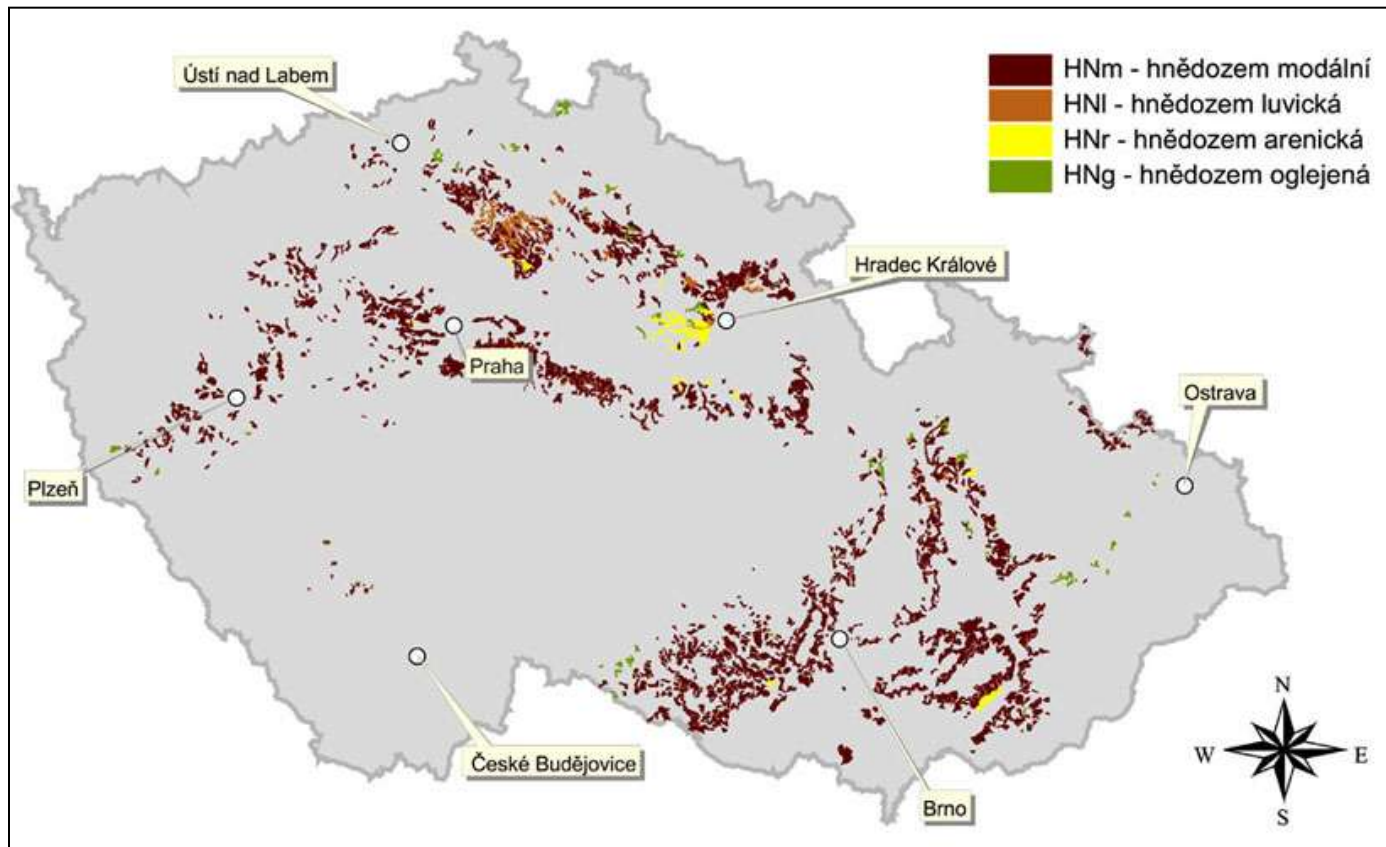 Ústí nad Labem
HNm - hnědozem modální
HNl - hnědozem luvická
HNr - hnědozem arenická
HNg - hnědozem oglejená
Hradec Králové
Praha
Ostrava
Plzeň
České Budějovice
Brno
N
W
E
S